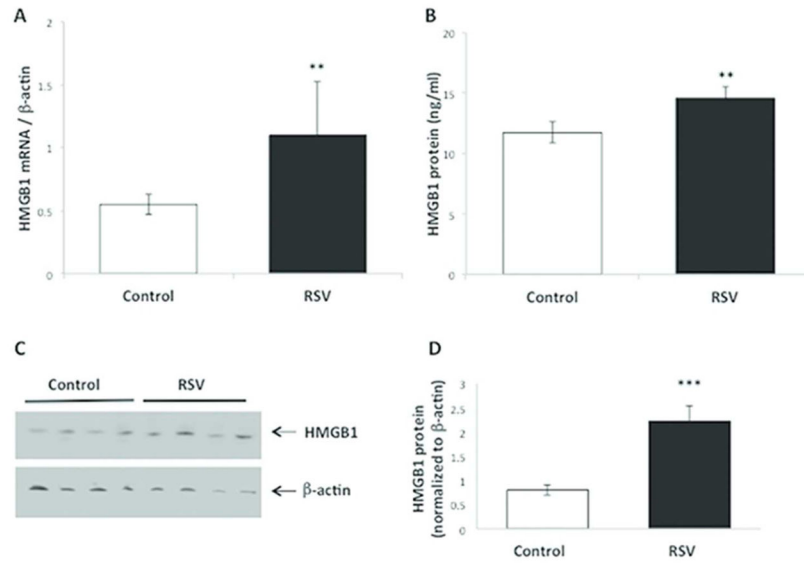 A
HMGB1 mRNA / β-actin
2
1.5
1
0.5
0
**
Control
RSV
B
HMGB1 protein (ng/ml)
20
15
10
5
0
**
Control
RSV
C
Control
RSV
HMGB1
β-actin
D
HMGB1 protein
(normalized to β-actin)
3
2.5
2
1.5
1
0.5
0
***
Control
RSV